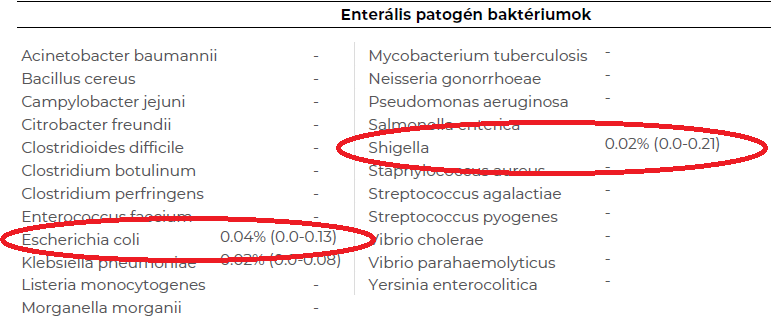 Enterális patogén baktériumok
Acinetobacter baumannii -
Bacillus cereus -
Campylobacter jejuni -
Citrobacter freundii -
Clostridioides difficile -
Clostridium botulinum -
Clostridium perfringens -
Enterococcus faecium -
Escherichia coli 0.04% (0.0-0.13)
Klebsiella pneumoniae 0.02% (0.0-0.08)
Listeria monocytogenes -
Morganella morganii -
Mycobacterium tuberculosis -
Neisseria gonorrhoeae -
Pseudomonas aeruginosa -
Salmonella enterica
Shigella 0.02% (0.0-0.21)
Staphylococcus aureus -
Streptococcus agalactiae -
Streptococcus pyogenes -
Vibrio cholerae -
Vibrio parahaemolyticus -
Yersinia enterocolitica -